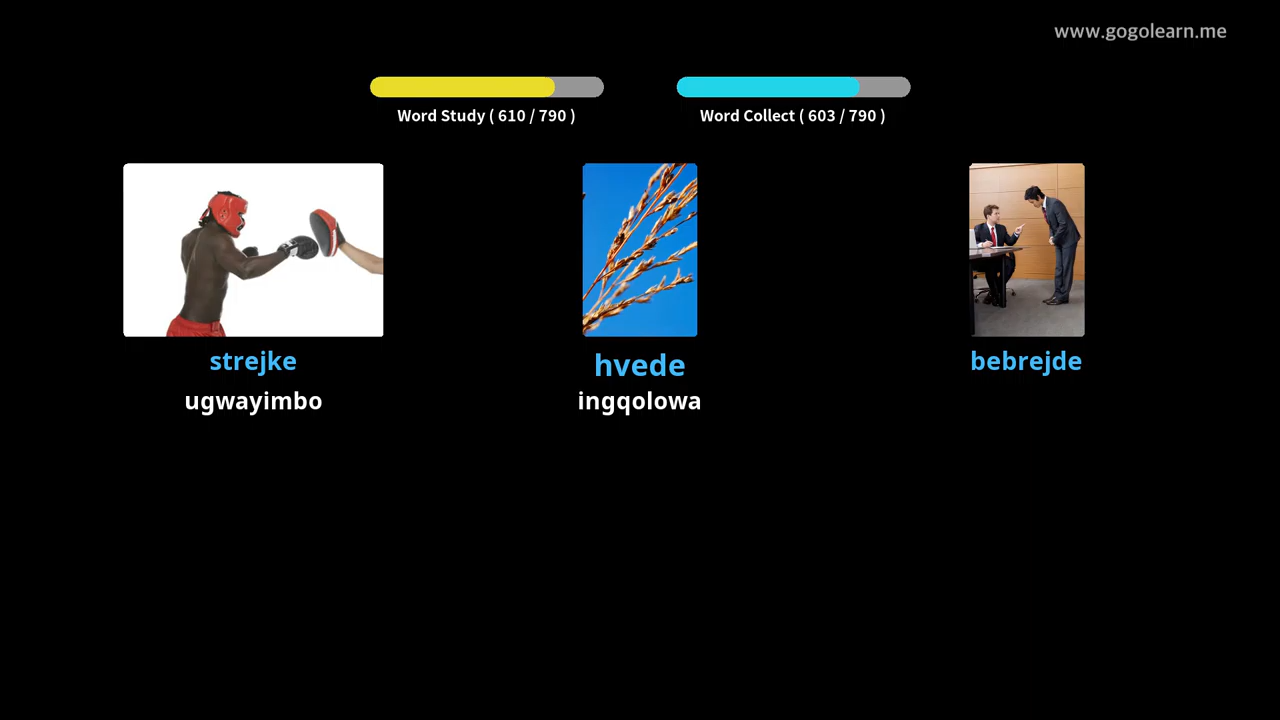 www.gogolearn.me
Word Study ( 610 / 790 )
Word Collect ( 603 / 790 )
strejke
hvede
bebrejde
ugwayimbo
ingqolowa